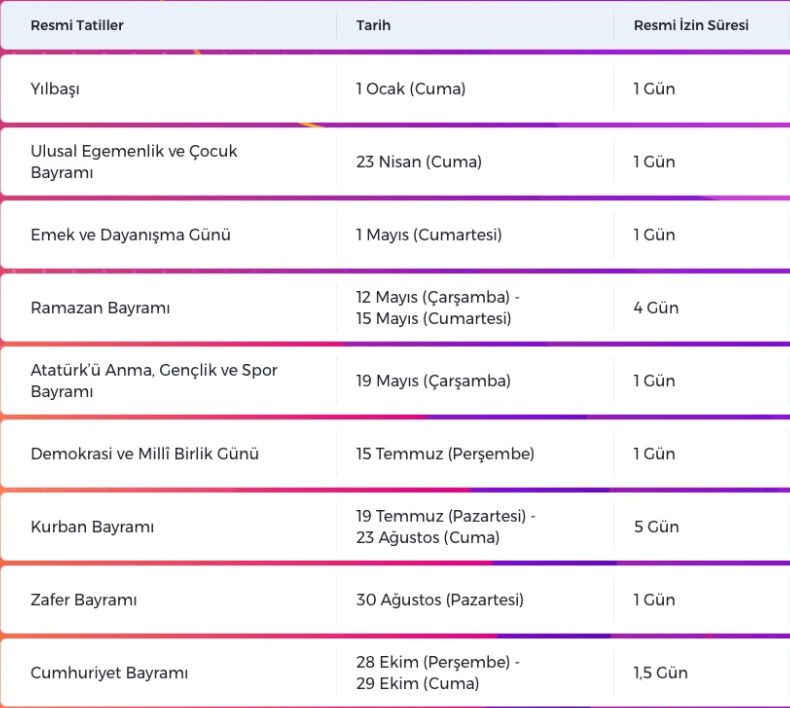 Resmi Tatiller Tarih Resmi İzin Süresi
Yılbaşı 1 Ocak (Cuma) 1 Gün
Ulusal Egemenlik ve Çocuk
Bayramı
23 Nisan (Cuma) 1 Gün
Emek ve Dayanışma Günü 1 Mayıs (Cumartesi) 1 Gün
Ramazan Bayramı
12 Mayıs (Çarşamba) -
15 Mayıs (Cumartesi)
4 Gün
Atatürk'ü Anma, Gençlik ve Spor
Bayramı
19 Mayıs (Çarşamba) 1 Gün
Demokrasi ve Millî Birlik Günü 15 Temmuz (Perşembe) 1 Gün
Kurban Bayramı
19 Temmuz (Pazartesi) -
23 Ağustos (Cuma)
5 Gün
Zafer Bayramı 30 Ağustos (Pazartesi) 1 Gün
Cumhuriyet Bayramı
28 Ekim (Perşembe) -
29 Ekim (Cuma)
1,5 Gün